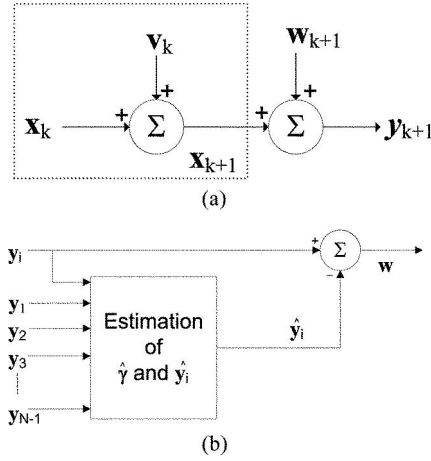 v_k
w_{k+1}
+
+
+
+
x_k
Σ
Σ
y_{k+1}
x_{k+1}
(a)
y_i
+
Σ
−
w
y_1
y_2
y_3
y_{N-1}
Estimation
of
γ̂ and ŷ_i
ŷ_i
(b)